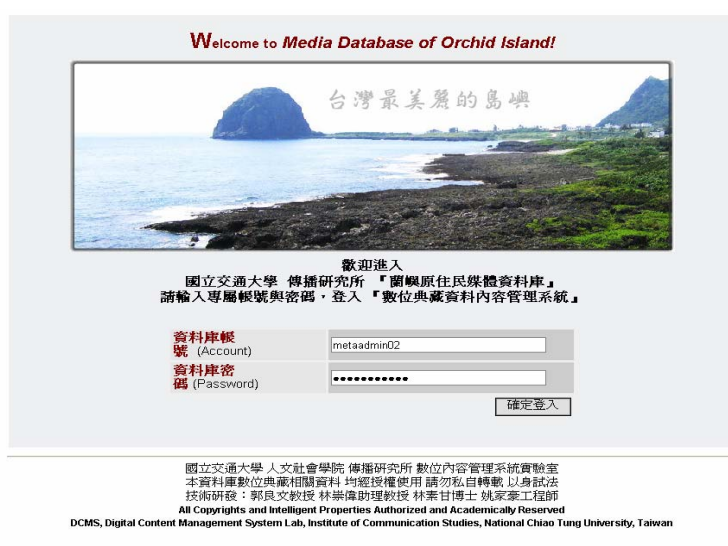 Welcome to Media Database of Orchid Island!
台灣最美麗的島嶼
歡迎進入
國立交通大學 傳播研究所 『蘭嶼原住民媒體資料庫』
請輸入專屬帳號與密碼，登入『數位典藏資料內容管理系統』
資料庫帳
號 (Account)
metaadmin02
資料庫密
碼 (Password)
•••••••••••
確定登入
國立交通大學 人文社會學院 傳播研究所 數位內容管理系統實驗室
本資料庫數位典藏相關資料 均經授權使用 請勿私自轉載 以身試法
技術研發：郭良文教授 林崇偉助理教授 林素甘博士 姚家豪工程師
All Copyrights and Intelligent Properties Authorized and Academically Reserved
DCMS, Digital Content Management System Lab, Institute of Communication Studies, National Chiao Tung University, Taiwan